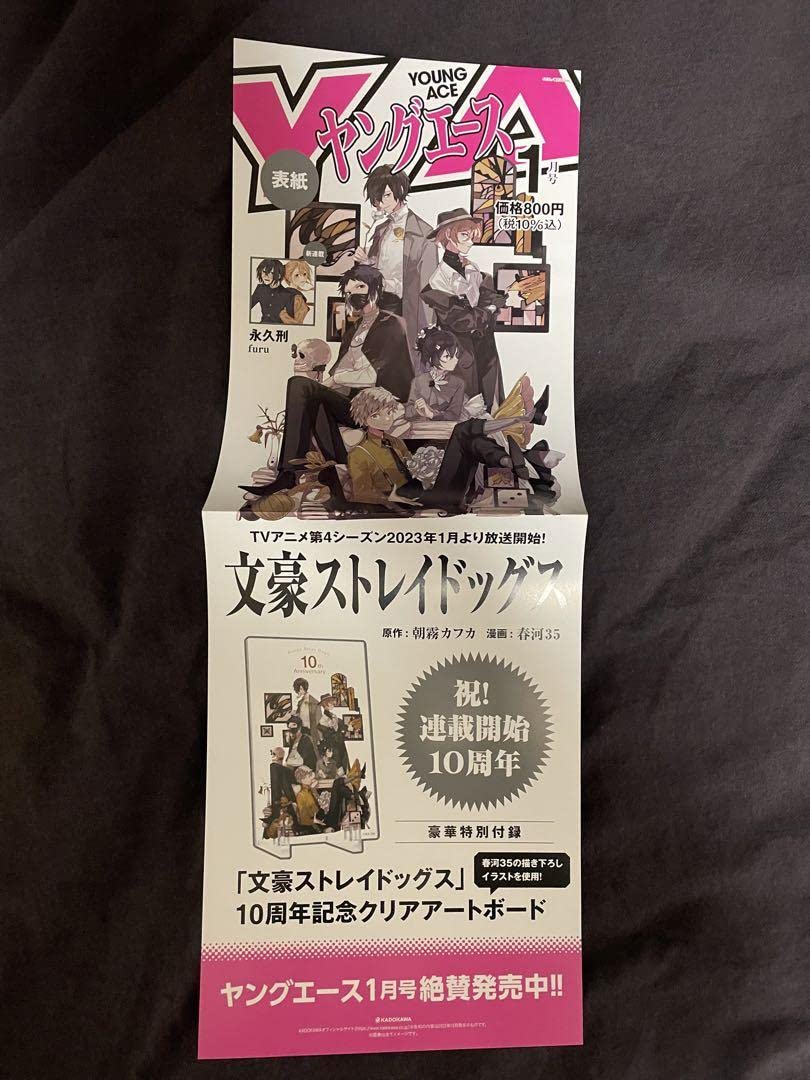 YOUNG
ACE
YA
ヤングエース
1月号
表紙
価格800円
(税10%込)
新連載
永久刑
furu
TVアニメ第4シーズン2023年1月より放送開始!
文豪ストレイドッグス
原作:朝霧カフカ 漫画:春河35
10th
Anniversary
祝!
連載開始
10周年
豪華特別付録
春河35の描き下ろし
イラストを使用!
「文豪ストレイドッグス」
10周年記念クリアアートボード
ヤングエース1月号絶賛発売中!!
KADOKAWA